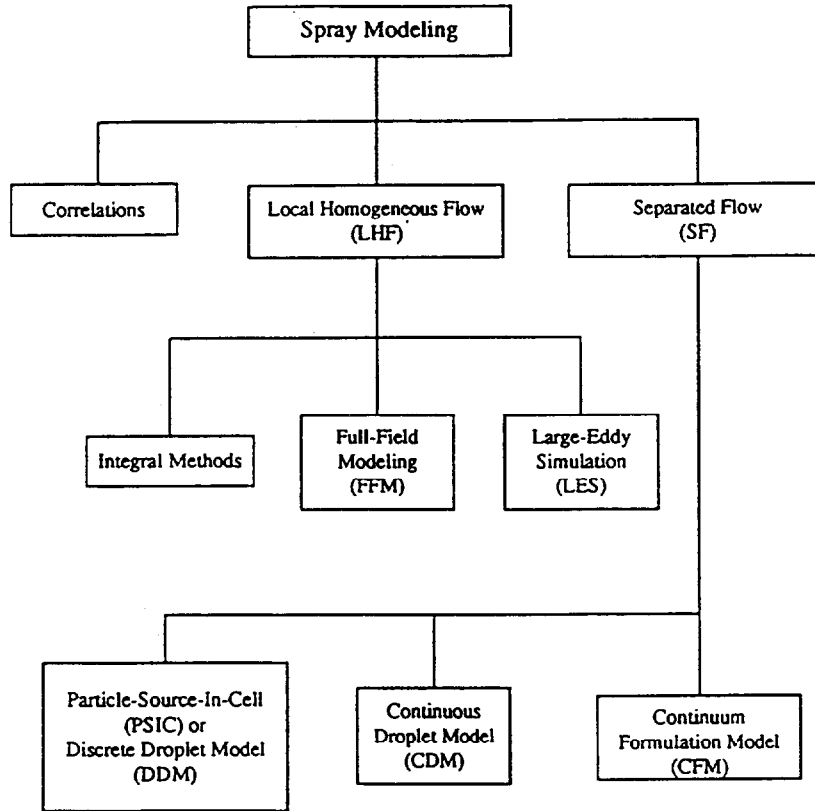 Spray Modeling
Correlations
Local Homogeneous Flow
(LHF)
Separated Flow
(SF)
Integral Methods
Full-Field
Modeling
(FFM)
Large-Eddy
Simulation
(LES)
Particle-Source-In-Cell
(PSIC) or
Discrete Droplet Model
(DDM)
Continuous
Droplet Model
(CDM)
Continuum
Formulation Model
(CFM)